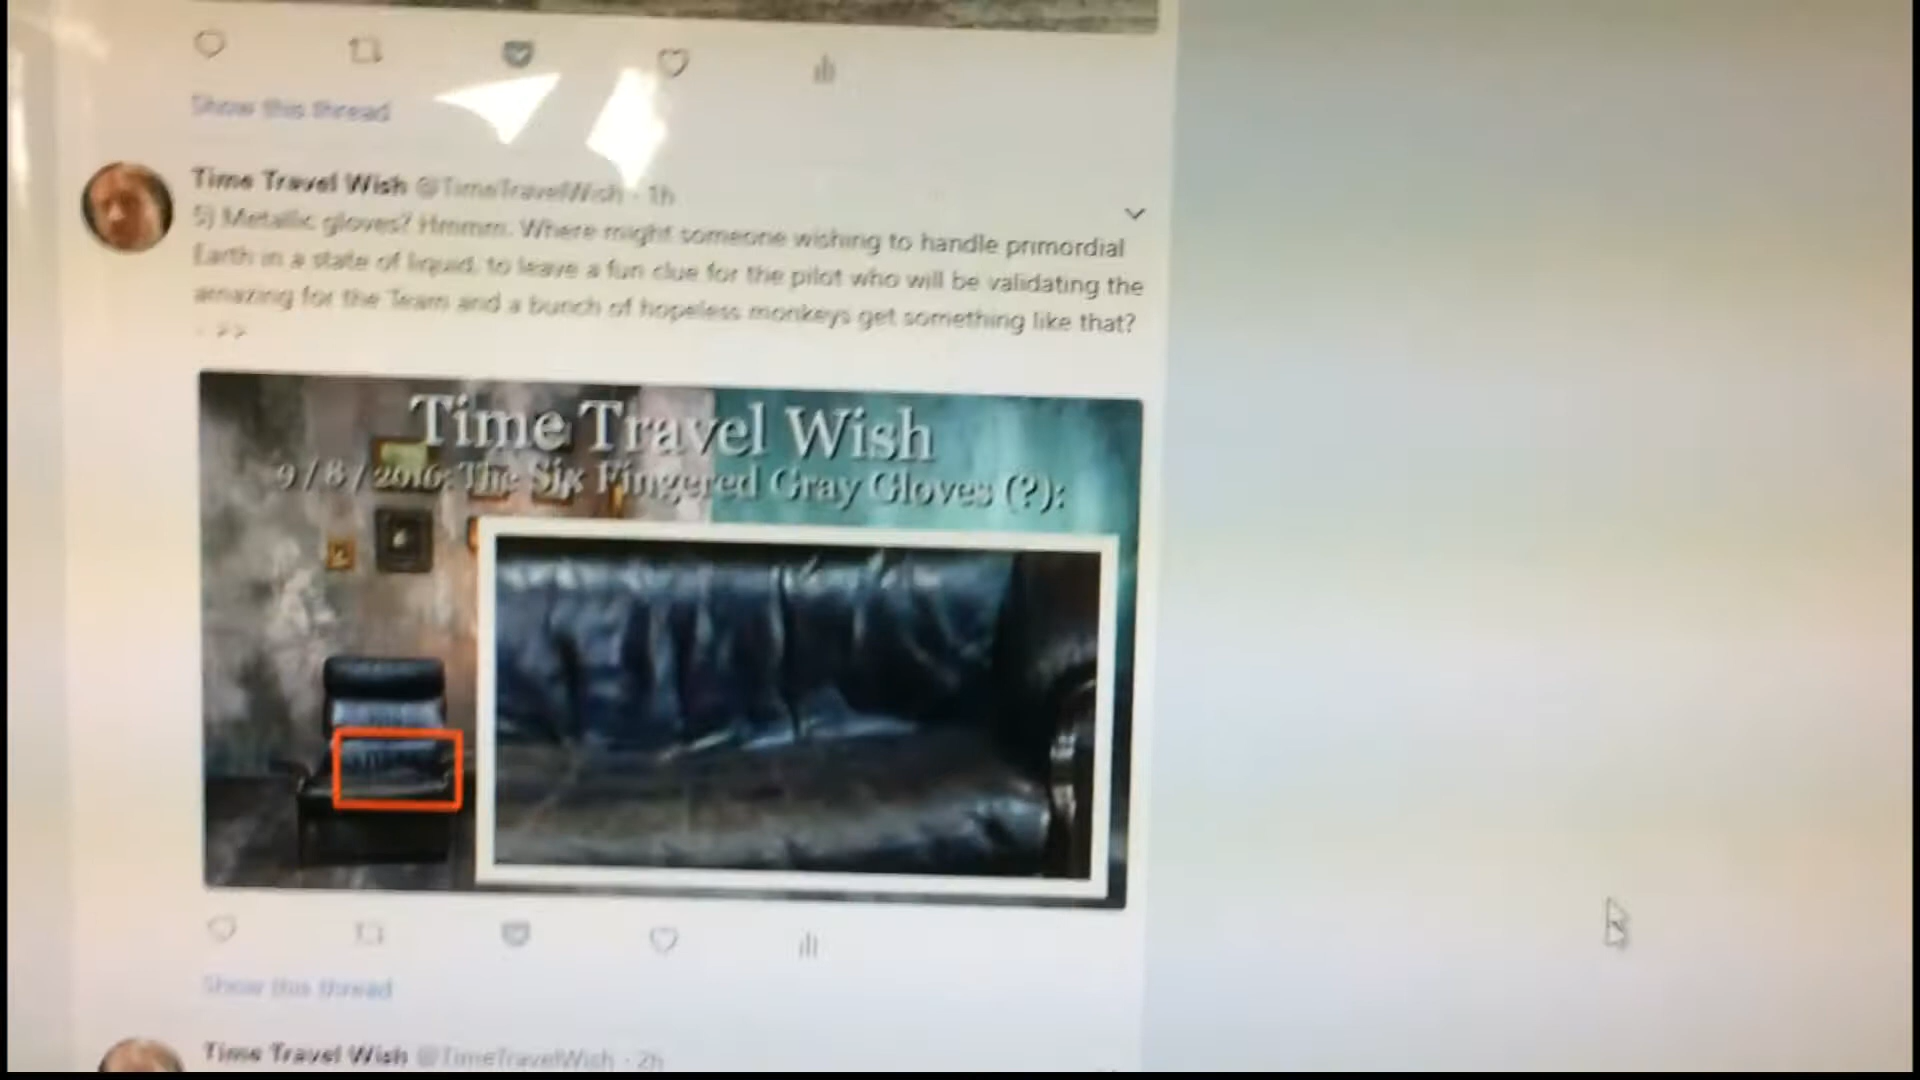 Show this thread
Time Travel Wish @TimeTravelWish · 1h
5) Metallic gloves? Hmmm. Where might someone wishing to handle primordial
Earth in a state of liquid, to leave a fun clue for the pilot who will be validating the
amazing for the Team and a bunch of hopeless monkeys get something like that?
- >>
Time Travel Wish
9/8/2016: The Six Fingered Gray Gloves (?):
Show this thread
Time Travel Wish @TimeTravelWish · 2h